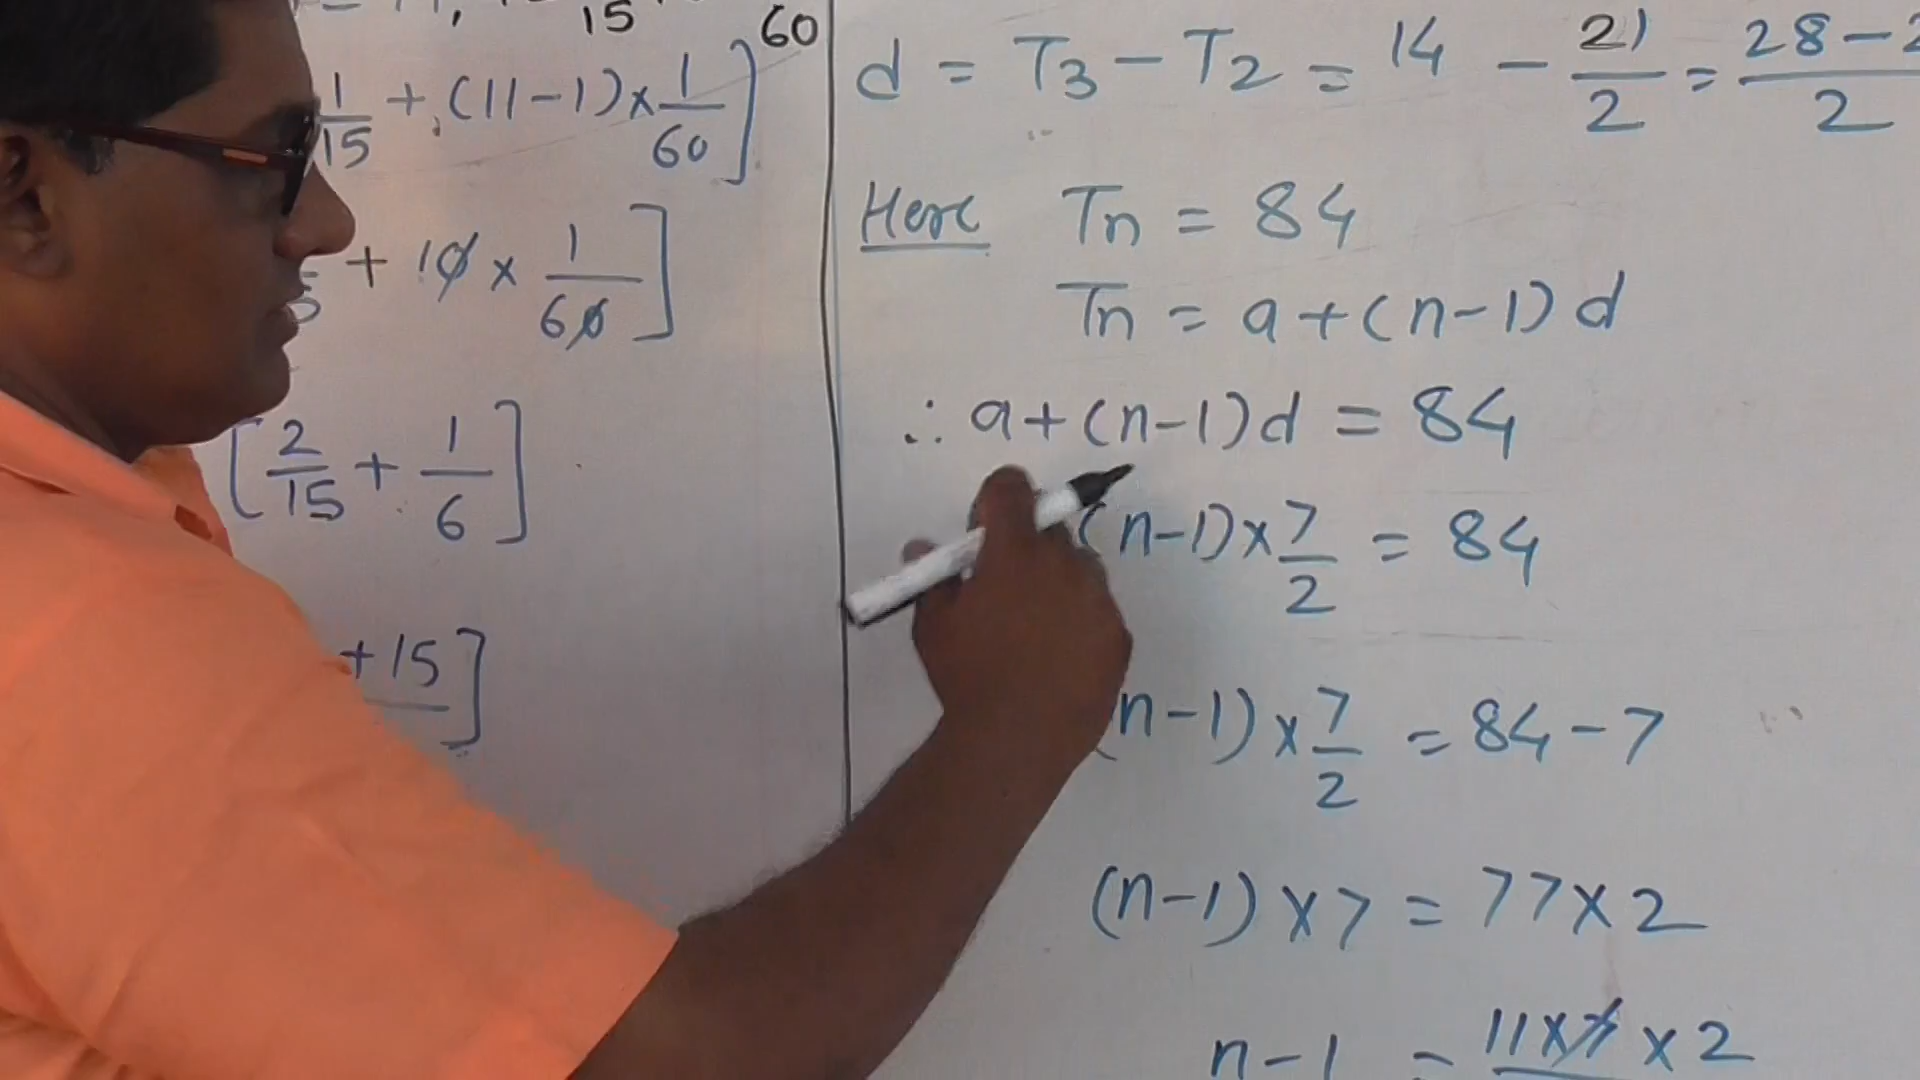 15 60
1/15 + (11-1)×1/60]
+ 10 × 1/60]
[2/15 + 1/6]
+15]
d = T3 - T2 = 14 - 21/2 = 28-2/2
Here Tn = 84
Tn = a+(n-1)d
∴ a+(n-1)d = 84
(n-1)×7/2 = 84
(n-1)×7/2 = 84-7
(n-1)×7 = 77×2
n-1 = 11×7×2